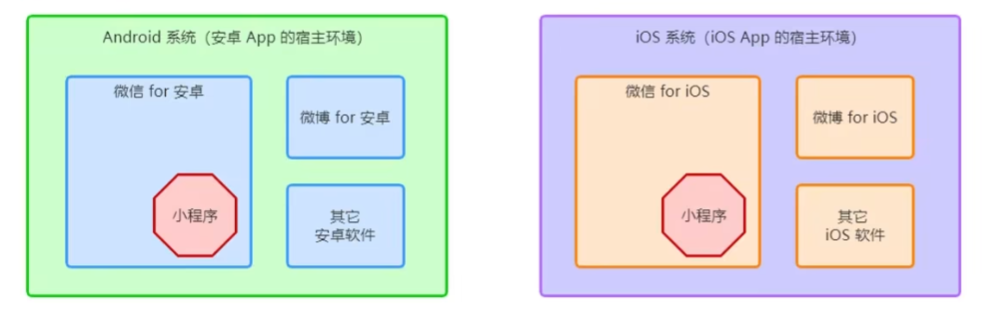 Android 系统（安卓 App 的宿主环境）
微信 for 安卓
微博 for 安卓
小程序
其它
安卓软件
iOS 系统（iOS App 的宿主环境）
微信 for iOS
微博 for iOS
小程序
其它
iOS 软件